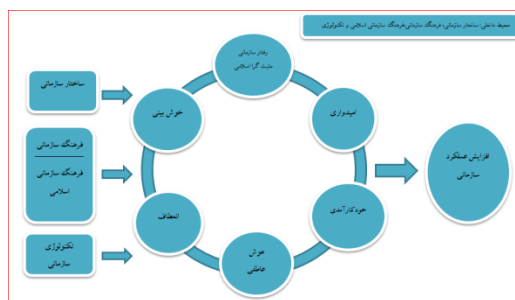 محیط داخلی: ساختار سازمانی، فرهنگ سازمانی/فرهنگ سازمانی اسلامی و تکنولوژی
رفتار سازمانی
مثبت گرا اسلامی
امیدواری
خوش بینی
ساختار سازمانی
فرهنگ سازمانی
فرهنگ سازمانی
اسلامی
افزایش عملکرد
سازمانی
خودکارآمدی
انعطاف
هوش
عاطفی
تکنولوژی
سازمانی